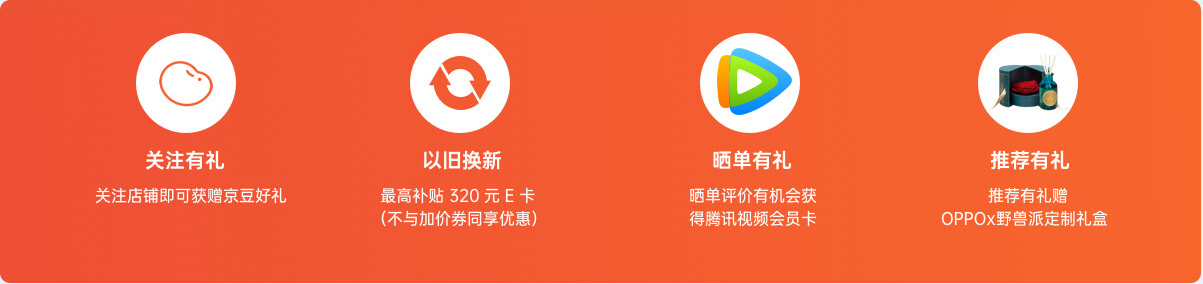 关注有礼
关注店铺即可获赠京豆好礼
以旧换新
最高补贴 320 元 E 卡
（不与加价券同享优惠）
晒单有礼
晒单评价有机会获
得腾讯视频会员卡
推荐有礼
推荐有礼赠
OPPOx野兽派定制礼盒